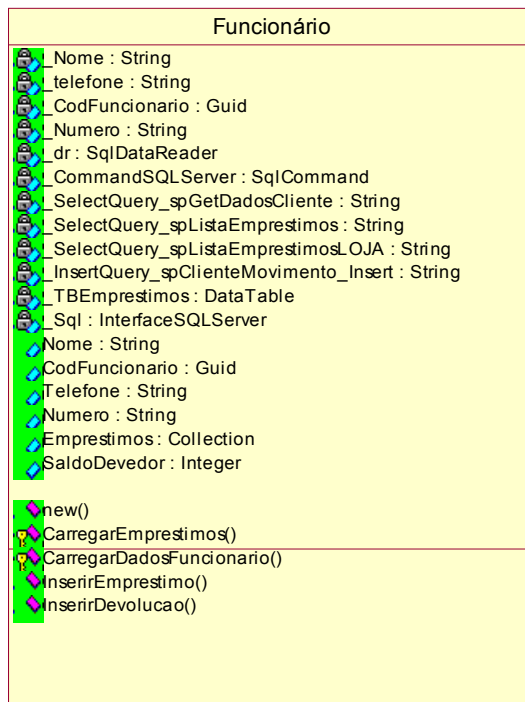 Funcionário
_Nome : String
_telefone : String
_CodFuncionario : Guid
_Numero : String
_dr : SqlDataReader
_CommandSQLServer : SqlCommand
_SelectQuery_spGetDadosCliente : String
_SelectQuery_spListaEmprestimos : String
_SelectQuery_spListaEmprestimosLOJA : String
_InsertQuery_spClienteMovimento_Insert : String
_TBEmprestimos : DataTable
_Sql : InterfaceSQLServer
Nome : String
CodFuncionario : Guid
Telefone : String
Numero : String
Emprestimos : Collection
SaldoDevedor : Integer
new()
CarregarEmprestimos()
CarregarDadosFuncionario()
InserirEmprestimo()
InserirDevolucao()